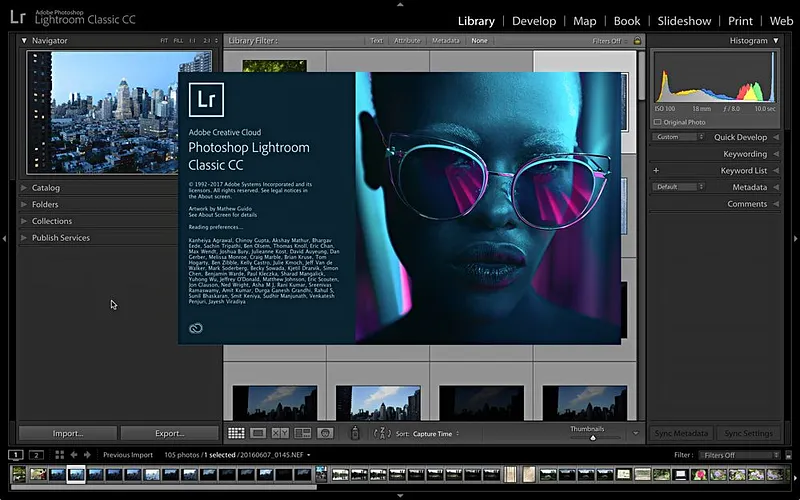 Lr
Adobe Photoshop
Lightroom Classic CC
Library | Develop | Map | Book | Slideshow | Print | Web
Navigator
FIT FILL 1:1 2:1
Library Filter:
Text Attribute Metadata None
Filters Off
Histogram
ISO 100 18 mm ƒ / 8.0 10.0 sec
Original Photo
Custom
Quick Develop
Keywording
Keyword List
Default
Metadata
Comments
Catalog
Folders
Collections
Publish Services
Lr
Adobe Creative Cloud
Photoshop Lightroom
Classic CC
© 1992-2017 Adobe Systems Incorporated and its
licensors. All rights reserved. See legal notices in
the About screen.
Artwork by Mathew Guido
See About Screen for details
Reading preferences...
Kanheiya Agrawal, Chinoy Gupta, Akshay Mathur, Bhargav
Eede, Sachin Tripathi, Ben Olsem, Thomas Knoll, Eric Chan,
Max Wendt, Joshua Bury, Julieanne Kost, David Auyeung, Dan
Gerber, Melissa Monroe, Craig Marble, Brian Kruse, Tom
Hogarty, Ben Zibble, Kelly Castro, Julie Kmoch, Jeff Van de
Walker, Mark Soderberg, Becky Sowada, Kjetil Drarvik, Simon
Chen, Benjamin Warde, Paul Kleczka, Sharad Mangalick,
Yuhong Wu, Jeffrey O'Donald, Matthew Johnson, Eric Scouten,
Jon Clauson, Ned Wright, Asha M J, Rani Kumar, Sreenivas
Ramaswamy, Amit Kumar, Durga Ganesh Grandhi, Rahul S,
Sunil Bhaskaran, Smit Keniya, Sudhir Manjunath, Venkatesh
Penjuri, Jayesh Viradiya
Import...
Export...
XY
Sort: Capture Time
Thumbnails
Sync Metadata
Sync Settings
1 2
Previous Import
105 photos / 1 selected / 20160607_0145.NEF
Filter :
Filters Off